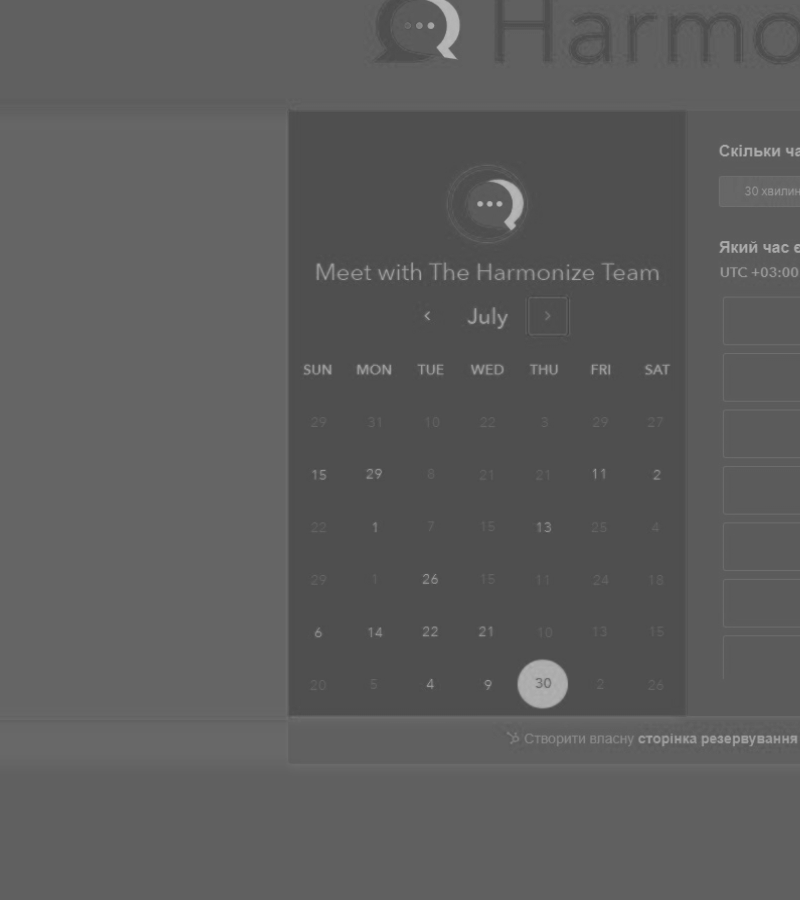 Harmo
Meet with The Harmonize Team
July
SUN MON TUE WED THU FRI SAT
29 31 10 22 3 29 27
15 29 8 21 21 11 2
22 1 7 15 13 25 4
29 1 26 15 11 24 18
6 14 22 21 10 13 15
20 5 4 9 30 2 26
Скільки ча
30 хвилин
Який час є
UTC +03:00
Створити власну сторінка резервування